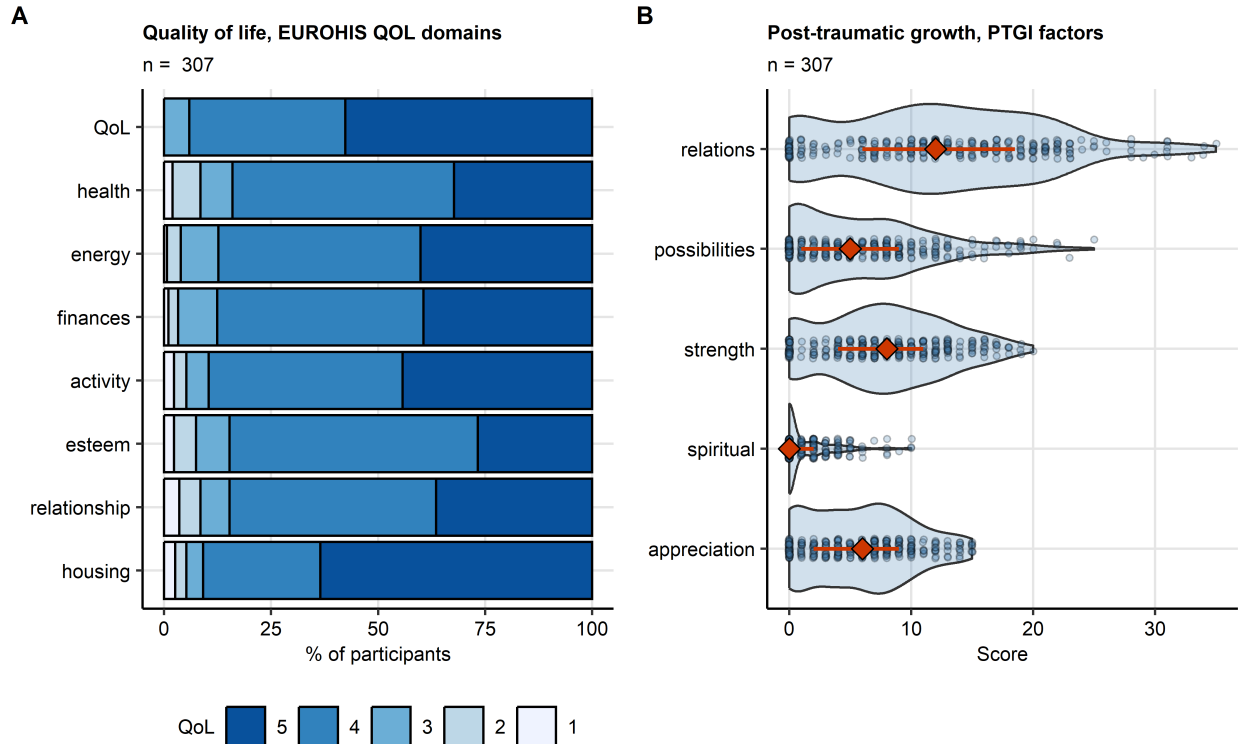 A
Quality of life, EUROHIS QOL domains
n = 307
QoL
health
energy
finances
activity
esteem
relationship
housing
0 25 50 75 100
% of participants
QoL 5 4 3 2 1
B
Post-traumatic growth, PTGI factors
n = 307
relations
possibilities
strength
spiritual
appreciation
0 10 20 30
Score